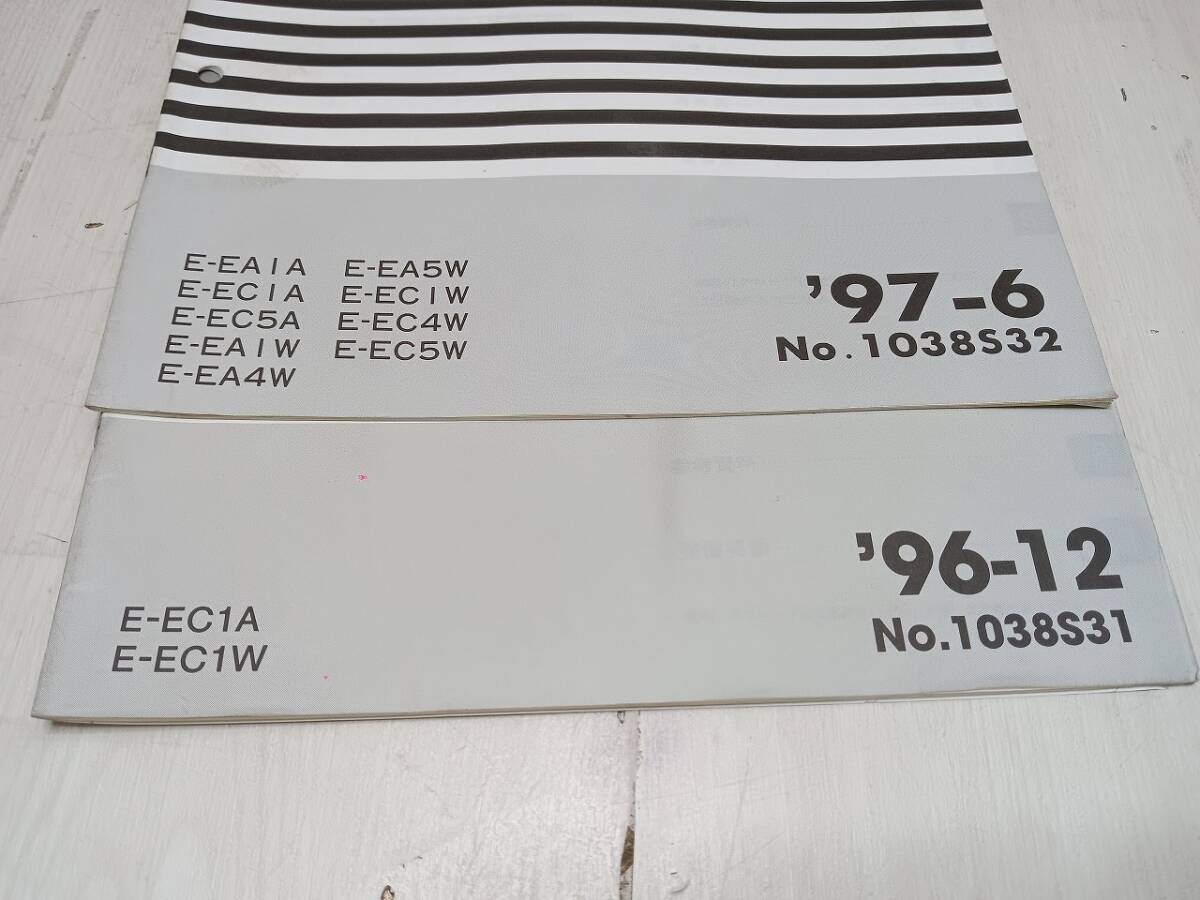 E-EA1A E-EA5W
E-EC1A E-EC1W
E-EC5A E-EC4W
E-EA1W E-EC5W
E-EA4W
'97-6
No.1038S32
E-EC1A
E-EC1W
'96-12
No.1038S31